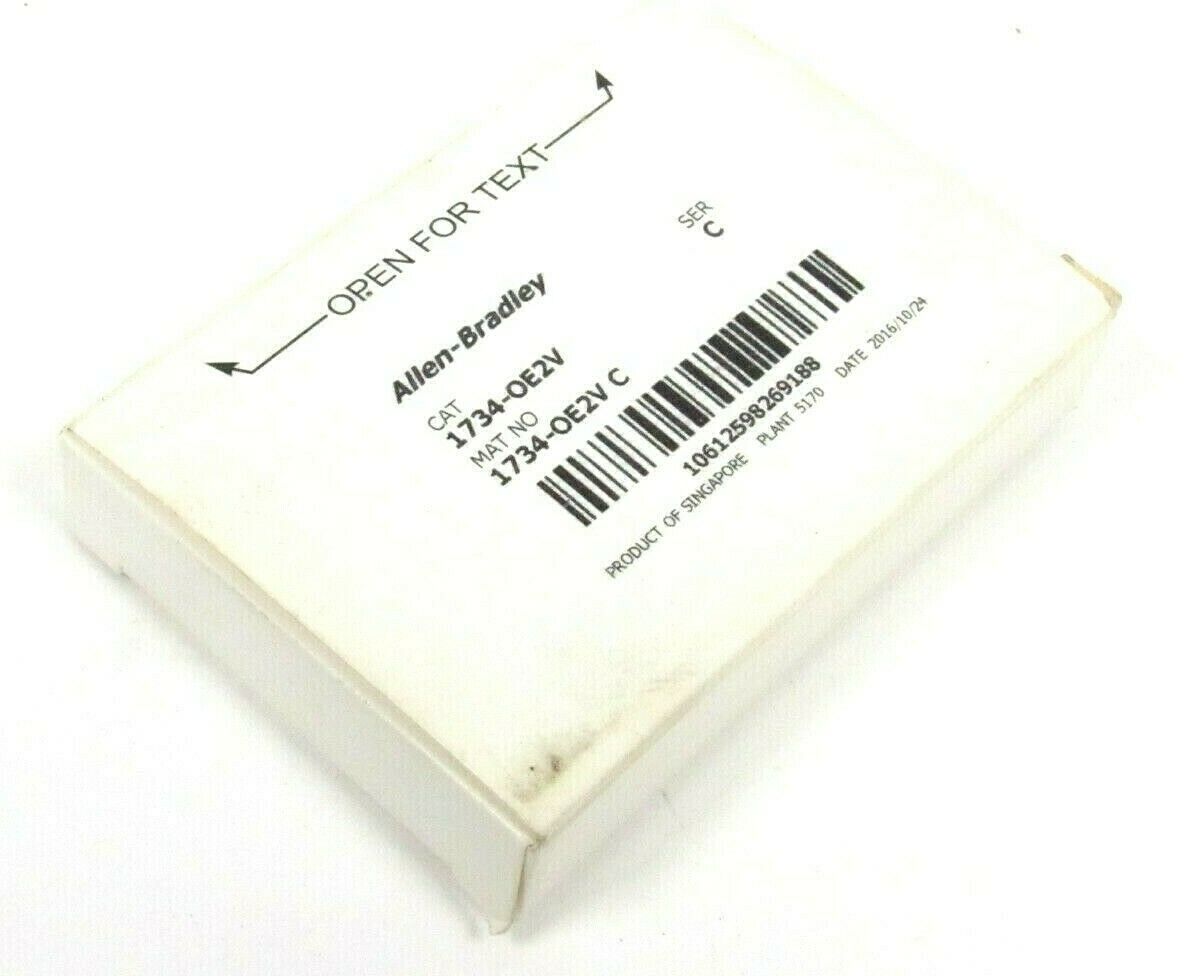 OPEN FOR TEXT
Allen-Bradley
CAT
SER
1734-OE2V
C
MAT NO
1734-OE2V C
10612598269188
PRODUCT OF SINGAPORE PLANT 5170 DATE 2016/10/24